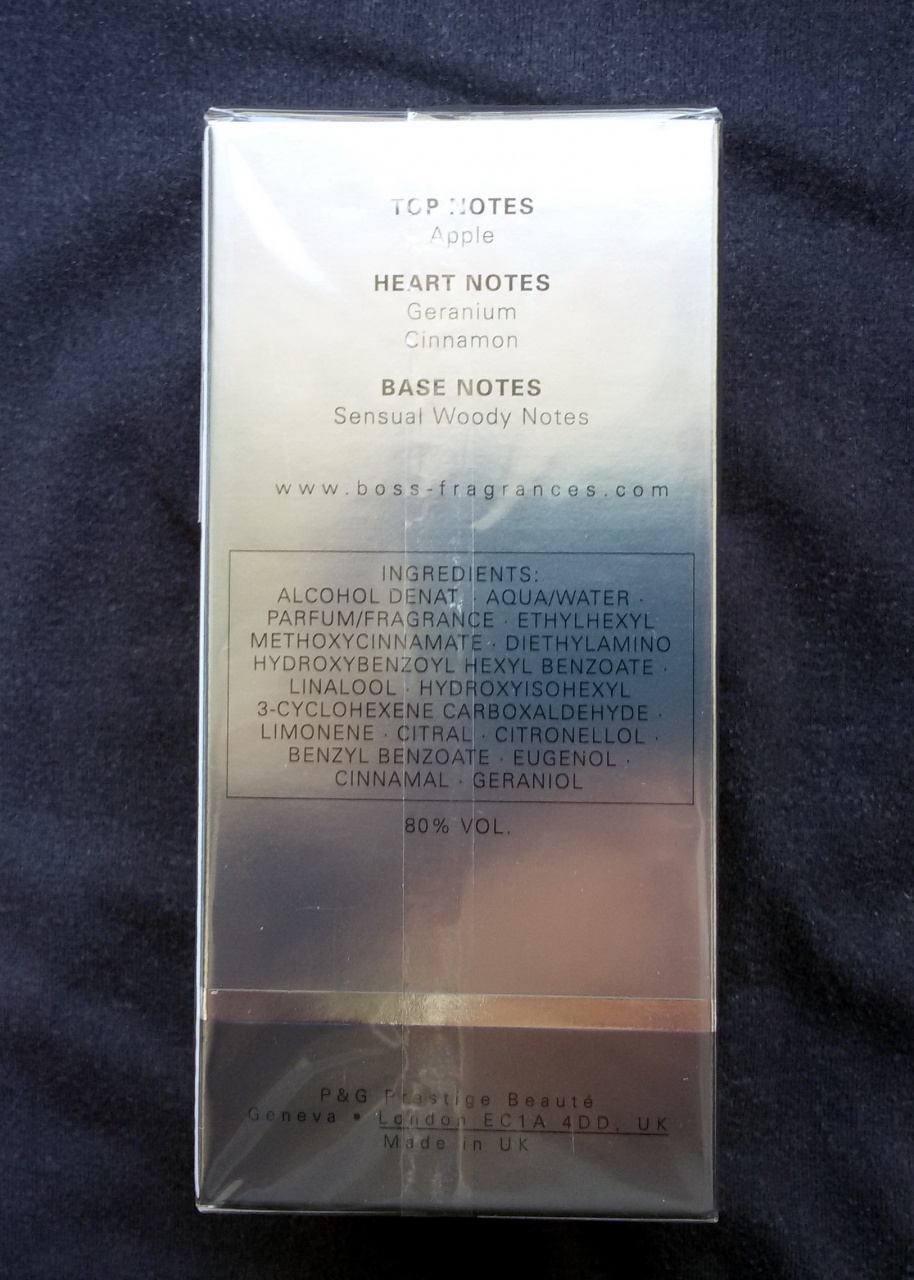 TOP NOTES
Apple
HEART NOTES
Geranium
Cinnamon
BASE NOTES
Sensual Woody Notes
www.boss-fragrances.com
INGREDIENTS:
ALCOHOL DENAT. · AQUA/WATER ·
PARFUM/FRAGRANCE · ETHYLHEXYL
METHOXYCINNAMATE · DIETHYLAMINO
HYDROXYBENZOYL HEXYL BENZOATE ·
LINALOOL · HYDROXYISOHEXYL
3-CYCLOHEXENE CARBOXALDEHYDE ·
LIMONENE · CITRAL · CITRONELLOL ·
BENZYL BENZOATE · EUGENOL ·
CINNAMAL · GERANIOL
80% VOL.
P&G Prestige Beauté
Geneva • London EC1A 4DD, UK
Made in UK